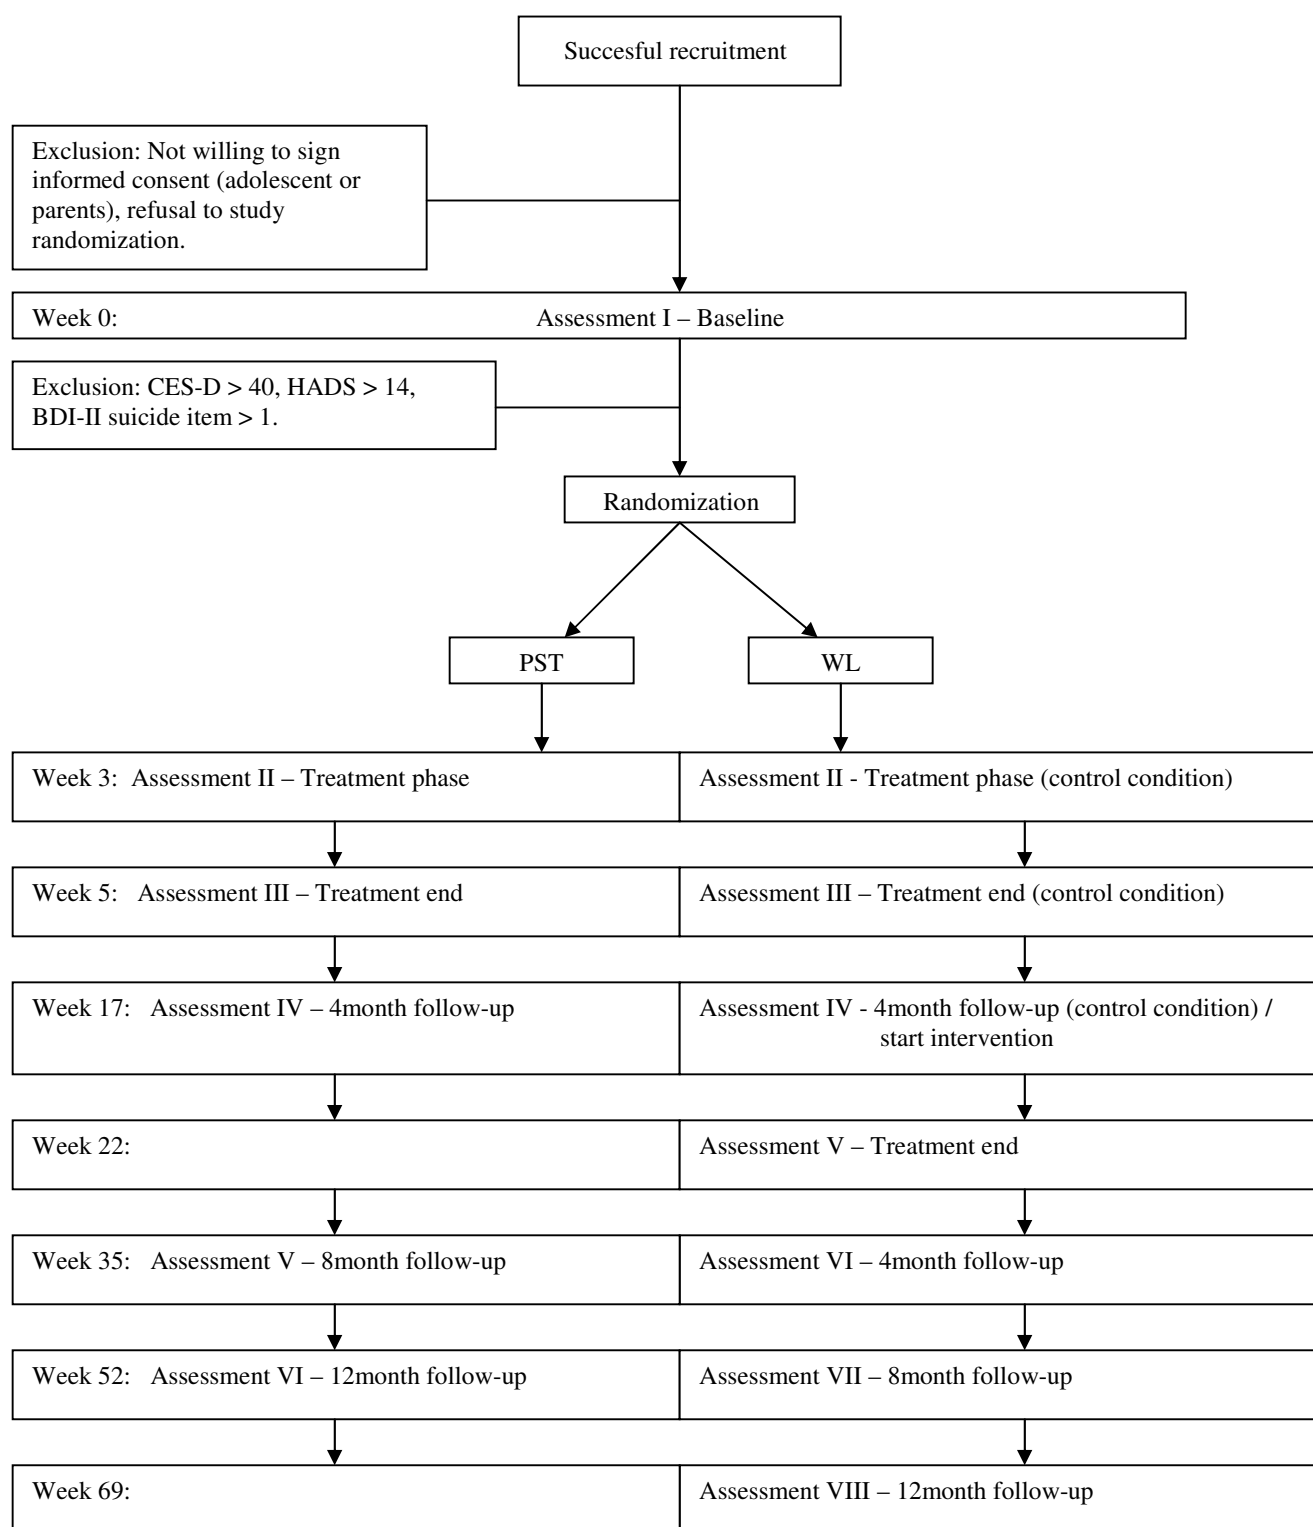 Succesful recruitment
Exclusion: Not willing to sign
informed consent (adolescent or
parents), refusal to study
randomization.
Week 0: Assessment I – Baseline
Exclusion: CES-D > 40, HADS > 14,
BDI-II suicide item > 1.
Randomization
PST WL
Week 3: Assessment II – Treatment phase Assessment II - Treatment phase (control condition)
Week 5: Assessment III – Treatment end Assessment III – Treatment end (control condition)
Week 17: Assessment IV – 4month follow-up Assessment IV - 4month follow-up (control condition) /
start intervention
Week 22: Assessment V – Treatment end
Week 35: Assessment V – 8month follow-up Assessment VI – 4month follow-up
Week 52: Assessment VI – 12month follow-up Assessment VII – 8month follow-up
Week 69: Assessment VIII – 12month follow-up